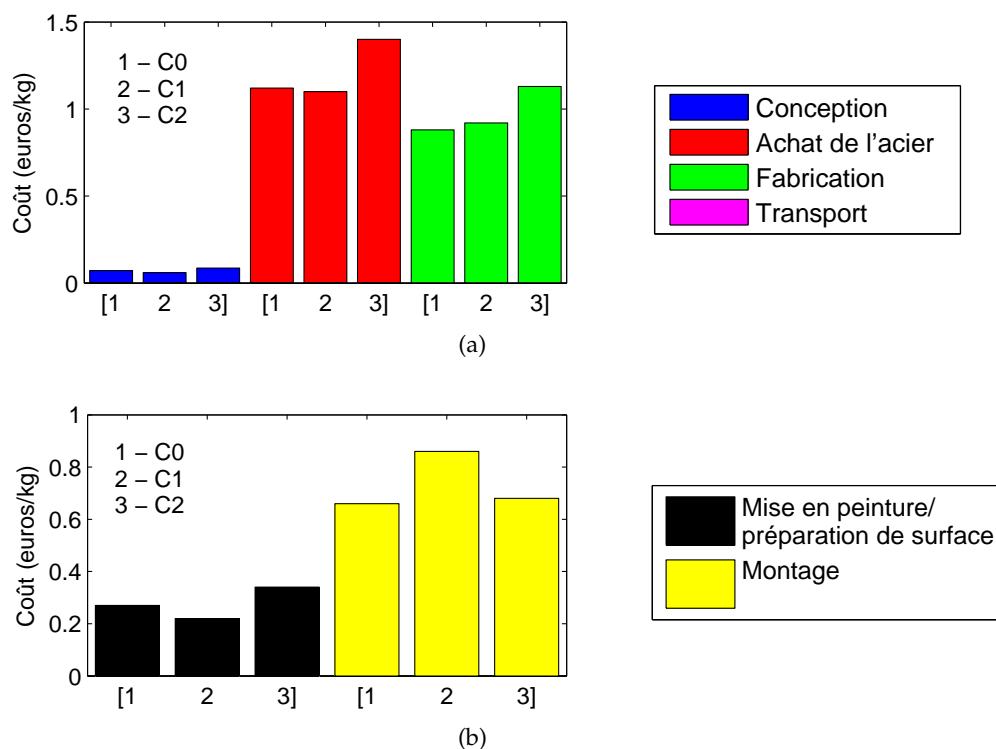 1.5
1
0.5
0
Coût (euros/kg)
1 – C0
2 – C1
3 – C2
[1 2 3] [1 2 3] [1 2 3]
Conception
Achat de l'acier
Fabrication
Transport
(a)
1
0.8
0.6
0.4
0.2
0
Coût (euros/kg)
1 – C0
2 – C1
3 – C2
[1 2 3] [1 2 3]
Mise en peinture/
préparation de surface
Montage
(b)